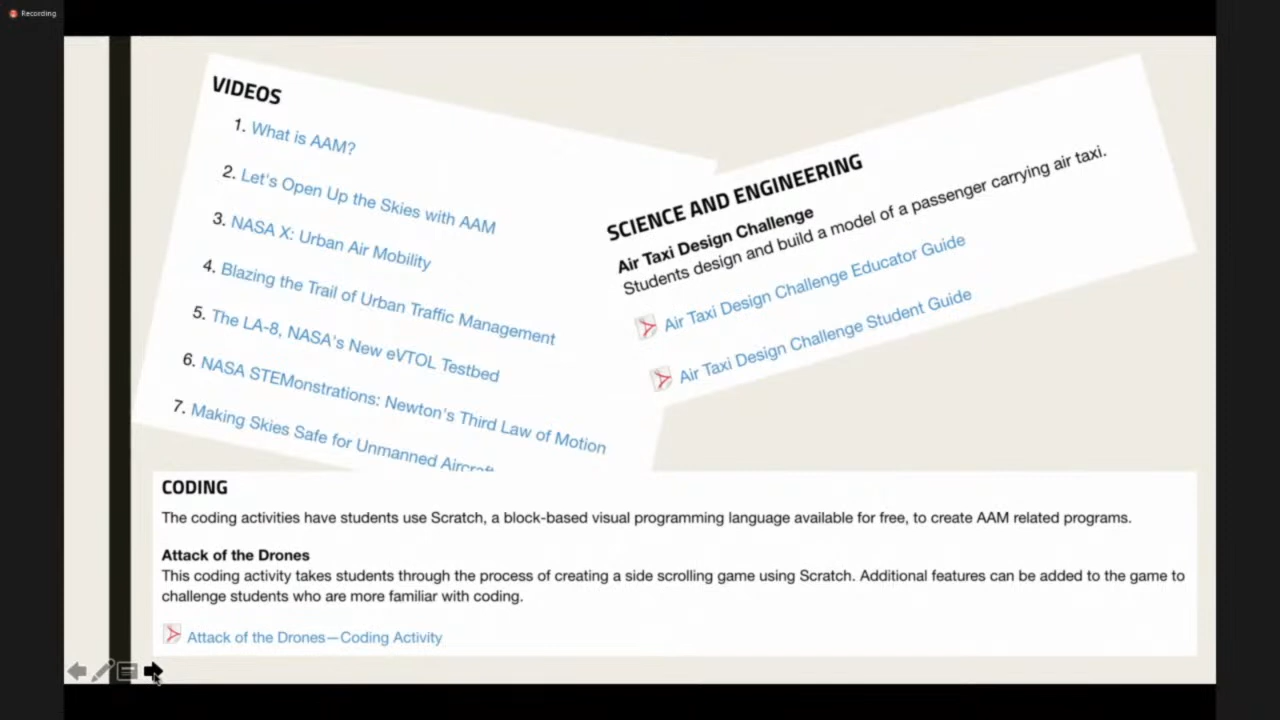 Recording
VIDEOS
1. What is AAM?
2. Let's Open Up the Skies with AAM
3. NASA X: Urban Air Mobility
4. Blazing the Trail of Urban Traffic Management
5. The LA-8, NASA's New eVTOL Testbed
6. NASA STEMonstrations: Newton's Third Law of Motion
7. Making Skies Safe for Unmanned Aircraft
SCIENCE AND ENGINEERING
Air Taxi Design Challenge
Students design and build a model of a passenger carrying air taxi.
Air Taxi Design Challenge Educator Guide
Air Taxi Design Challenge Student Guide
CODING
The coding activities have students use Scratch, a block-based visual programming language available for free, to create AAM related programs.
Attack of the Drones
This coding activity takes students through the process of creating a side scrolling game using Scratch. Additional features can be added to the game to
challenge students who are more familiar with coding.
Attack of the Drones—Coding Activity